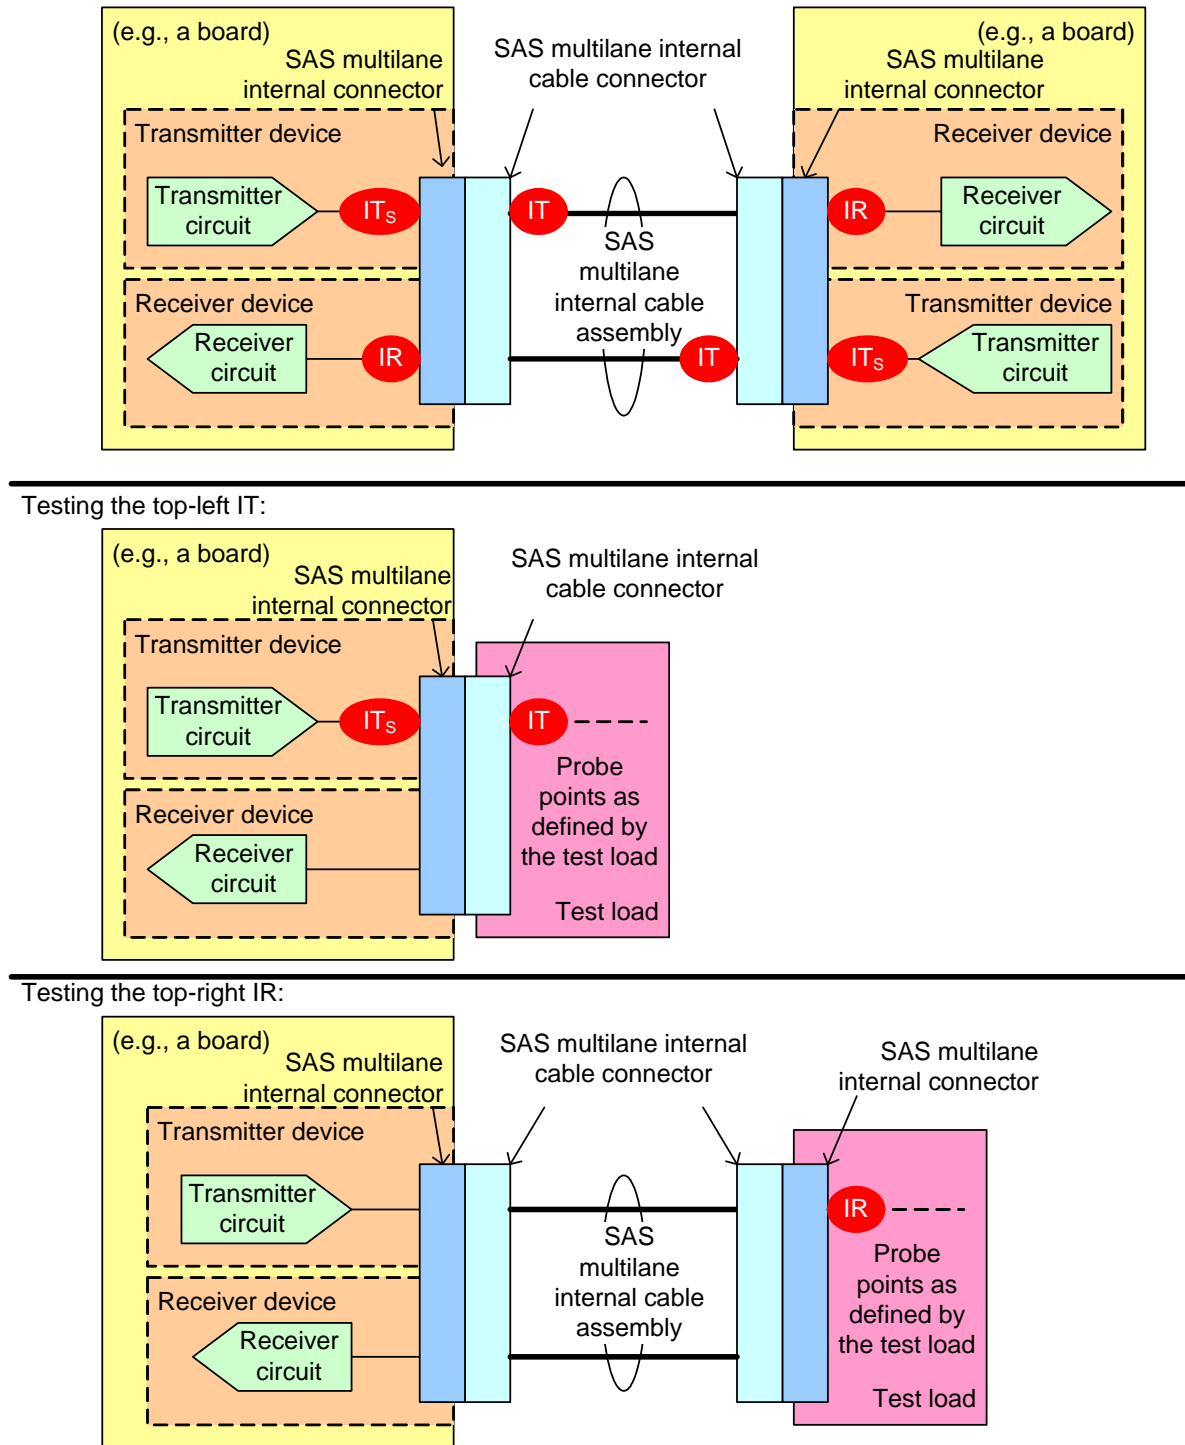 (e.g., a board)
SAS multilane
internal connector
SAS multilane internal
cable connector
(e.g., a board)
SAS multilane
internal connector
Transmitter device
Transmitter
circuit
ITS
IT
Receiver device
IR
Receiver
circuit
SAS
multilane
internal cable
assembly
Receiver device
Receiver
circuit
IR
IT
Transmitter device
ITS
Transmitter
circuit
Testing the top-left IT:
(e.g., a board)
SAS multilane
internal connector
SAS multilane internal
cable connector
Transmitter device
Transmitter
circuit
ITS
IT
Probe
points as
defined by
the test load
Test load
Receiver device
Receiver
circuit
Testing the top-right IR:
(e.g., a board)
SAS multilane
internal connector
SAS multilane internal
cable connector
SAS multilane
internal connector
Transmitter device
Transmitter
circuit
SAS
multilane
internal cable
assembly
IR
Probe
points as
defined by
the test load
Test load
Receiver device
Receiver
circuit